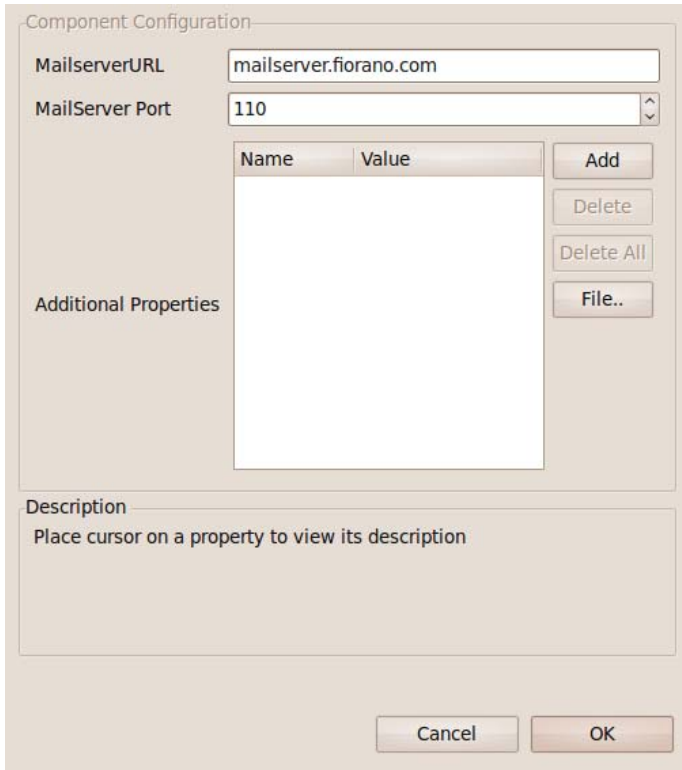 Component Configuration
MailserverURL
mailserver.fiorano.com
MailServer Port
110
Name
Value
Add
Delete
Delete All
Additional Properties
File..
Description
Place cursor on a property to view its description
Cancel
OK